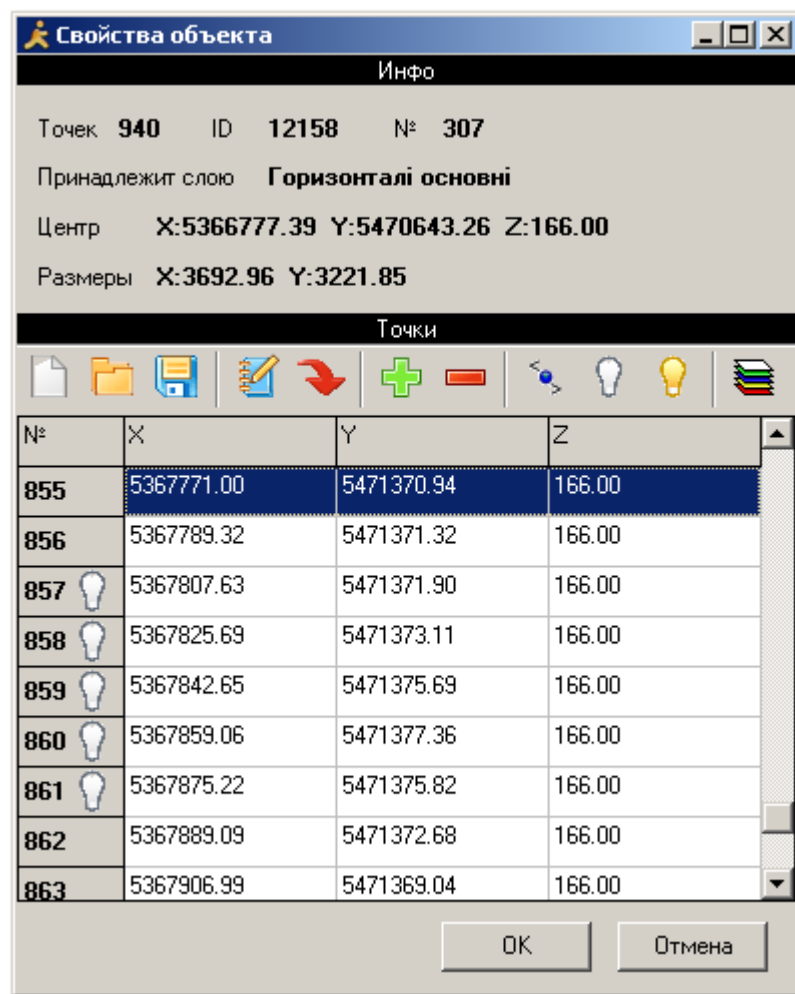 Свойства объекта
Инфо
Точек 940 ID 12158 № 307
Принадлежит слою Горизонталі основні
Центр X:5366777.39 Y:5470643.26 Z:166.00
Размеры X:3692.96 Y:3221.85
Точки
№ X Y Z
855 5367771.00 5471370.94 166.00
856 5367789.32 5471371.32 166.00
857 5367807.63 5471371.90 166.00
858 5367825.69 5471373.11 166.00
859 5367842.65 5471375.69 166.00
860 5367859.06 5471377.36 166.00
861 5367875.22 5471375.82 166.00
862 5367889.09 5471372.68 166.00
863 5367906.99 5471369.04 166.00
OK Отмена